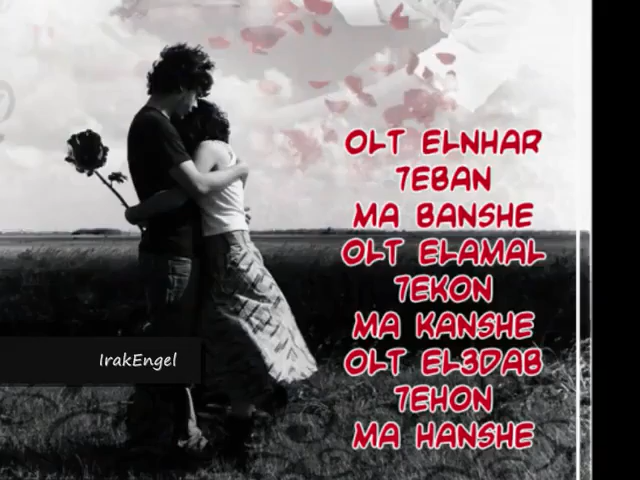 OLT ELNHAR
7EBAN
MA BANSHE
OLT ELAMAL
7EKON
MA KANSHE
OLT EL3DAB
7EHON
MA HANSHE
IrakEngel